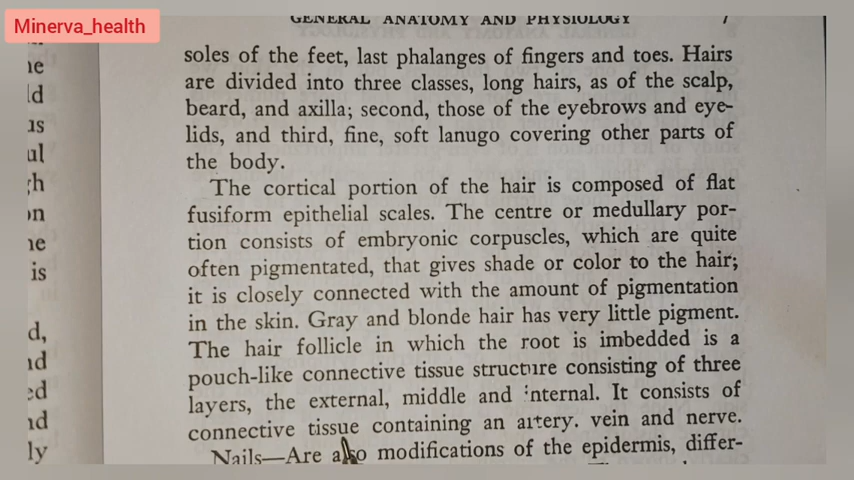 Minerva_health
GENERAL ANATOMY AND PHYSIOLOGY 7
soles of the feet, last phalanges of fingers and toes. Hairs
are divided into three classes, long hairs, as of the scalp,
beard, and axilla; second, those of the eyebrows and eye-
lids, and third, fine, soft lanugo covering other parts of
the body.
The cortical portion of the hair is composed of flat
fusiform epithelial scales. The centre or medullary por-
tion consists of embryonic corpuscles, which are quite
often pigmentated, that gives shade or color to the hair;
it is closely connected with the amount of pigmentation
in the skin. Gray and blonde hair has very little pigment.
The hair follicle in which the root is imbedded is a
pouch-like connective tissue structure consisting of three
layers, the external, middle and internal. It consists of
connective tissue containing an artery. vein and nerve.
Nails—Are also modifications of the epidermis, differ-